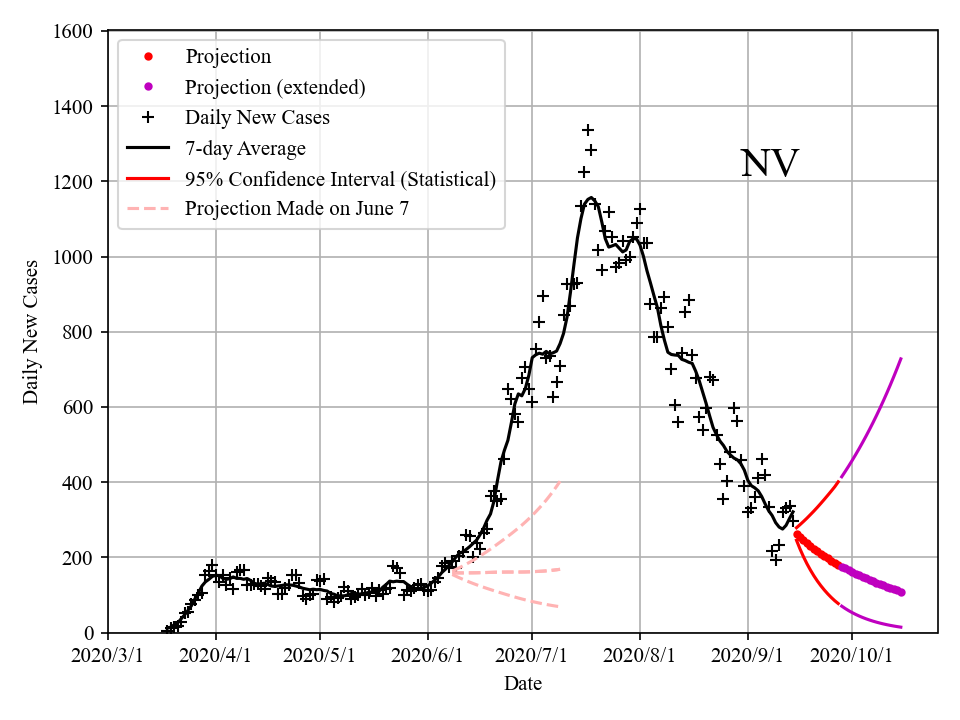 1600
1400
1200
1000
800
600
400
200
0
Daily New Cases
Projection
Projection (extended)
Daily New Cases
7-day Average
95% Confidence Interval (Statistical)
Projection Made on June 7
NV
2020/3/1 2020/4/1 2020/5/1 2020/6/1 2020/7/1 2020/8/1 2020/9/1 2020/10/1
Date